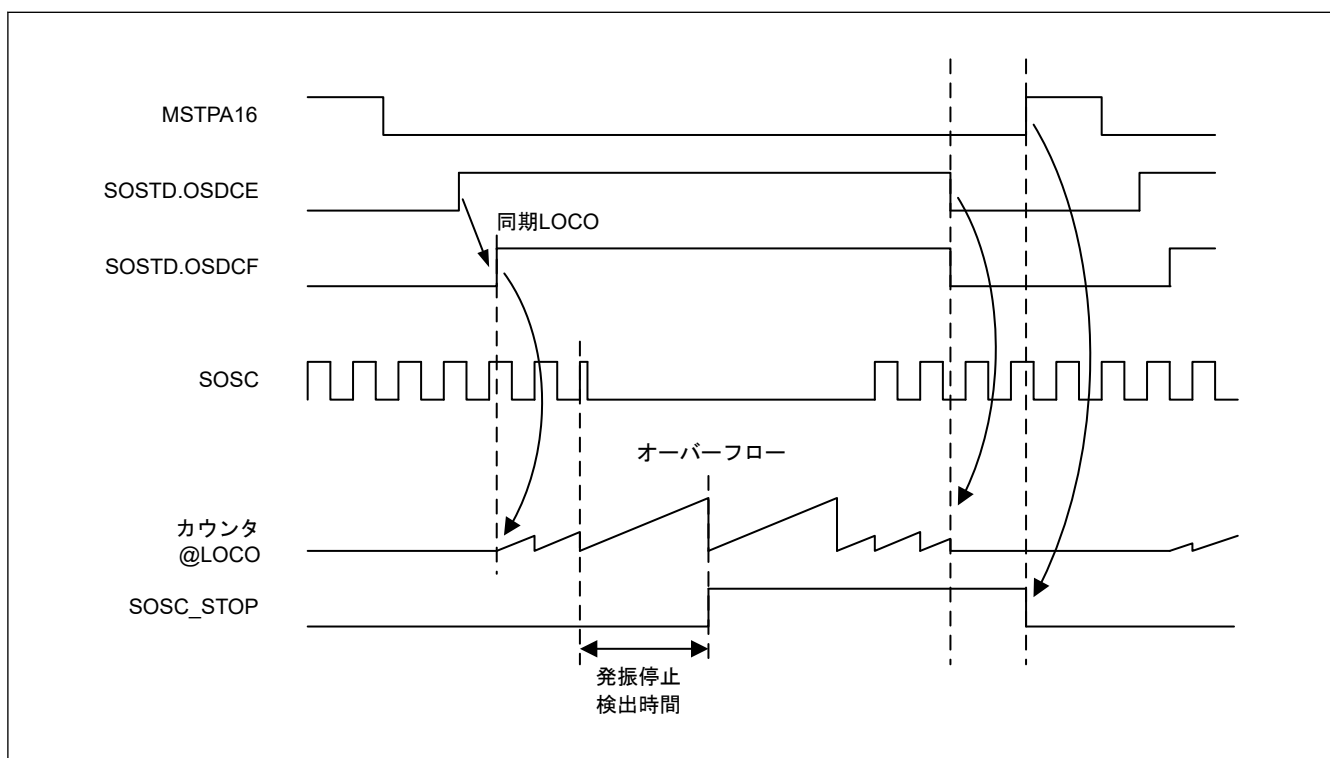 MSTPA16
SOSTD.OSDCE
同期LOCO
SOSTD.OSDCF
SOSC
オーバーフロー
カウンタ
@LOCO
SOSC_STOP
発振停止
検出時間